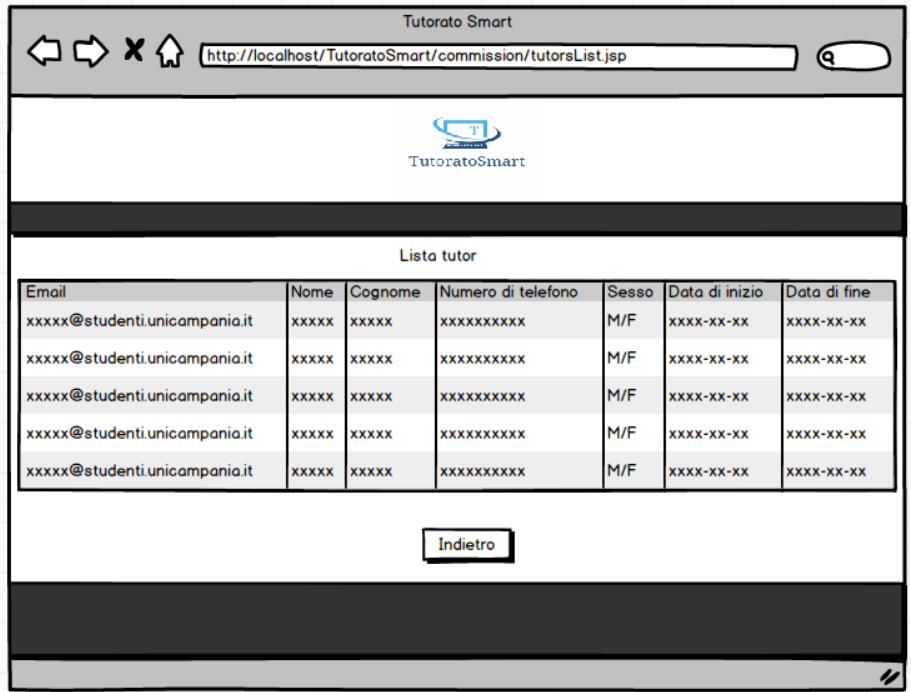 Tutorato Smart
http://localhost/TutoratoSmart/commission/tutorsList.jsp
T
TutoratoSmart
Lista tutor
Email Nome Cognome Numero di telefono Sesso Data di inizio Data di fine
xxxxx@studenti.unicampania.it xxxxx xxxxx xxxxxxxxxx M/F xxxx-xx-xx xxxx-xx-xx
xxxxx@studenti.unicampania.it xxxxx xxxxx xxxxxxxxxx M/F xxxx-xx-xx xxxx-xx-xx
xxxxx@studenti.unicampania.it xxxxx xxxxx xxxxxxxxxx M/F xxxx-xx-xx xxxx-xx-xx
xxxxx@studenti.unicampania.it xxxxx xxxxx xxxxxxxxxx M/F xxxx-xx-xx xxxx-xx-xx
xxxxx@studenti.unicampania.it xxxxx xxxxx xxxxxxxxxx M/F xxxx-xx-xx xxxx-xx-xx
Indietro